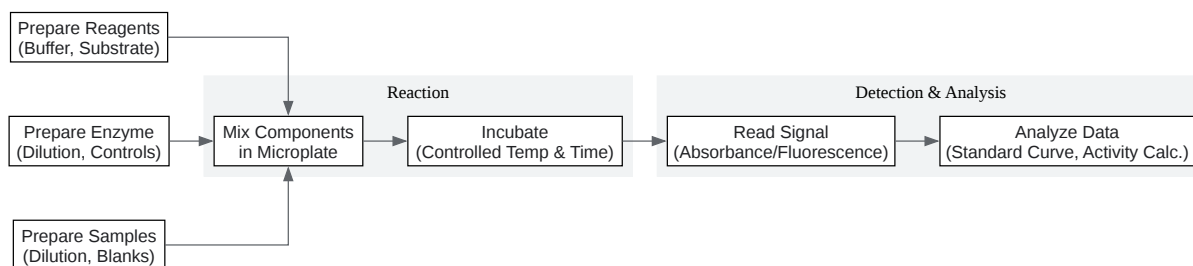 Prepare Reagents
(Buffer, Substrate)
Reaction
Detection & Analysis
Prepare Enzyme
(Dilution, Controls)
Mix Components
in Microplate
Incubate
(Controlled Temp & Time)
Read Signal
(Absorbance/Fluorescence)
Analyze Data
(Standard Curve, Activity Calc.)
Prepare Samples
(Dilution, Blanks)